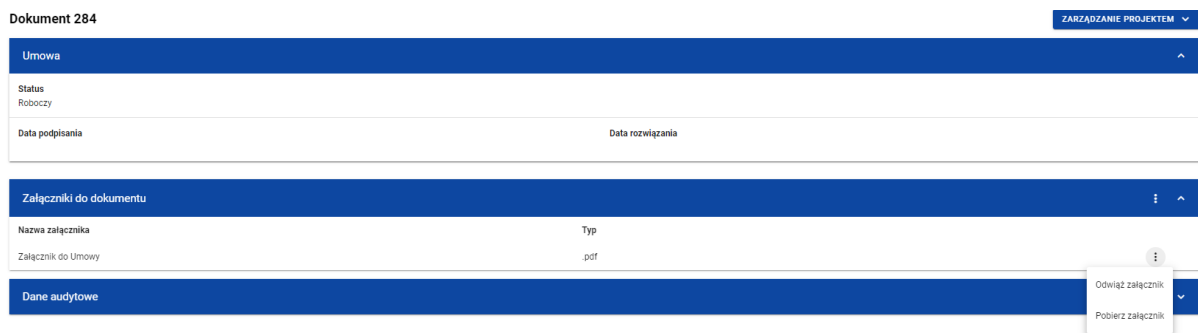 Dokument 284
ZARZĄDZANIE PROJEKTEM
Umowa
Status
Roboczy
Data podpisania
Data rozwiązania
Załączniki do dokumentu
Nazwa załącznika
Typ
Załącznik do Umowy
.pdf
Odwiąż załącznik
Dane audytowe
Pobierz załącznik